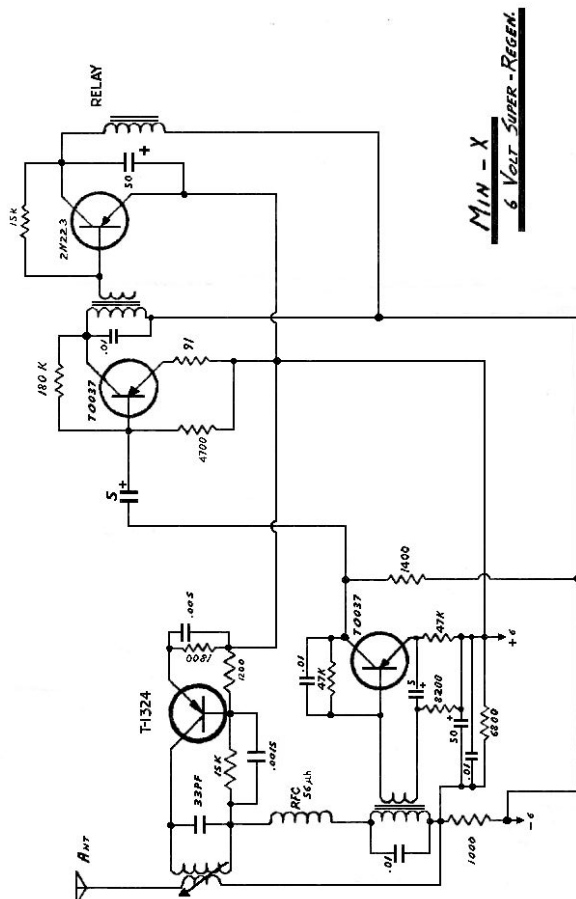 MIN - X
6 VOLT SUPER-REGEN.
ANT
33PF
T-1324
.005
1800
1200
15K
.0015
RFC
56 μh
.01
1000
-6
.01
47K
T0037
5
+
8200
47K
50
+
.01
6800
+6
1400
5
+
180 K
T0037
4700
91
.01
15K
2N223
50
+
RELAY